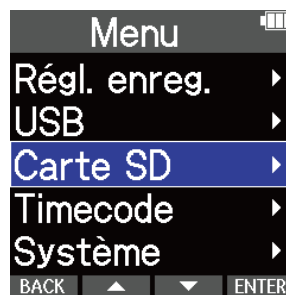 Menu
Régl. enreg.
USB
Carte SD
Timecode
Système
BACK ENTER